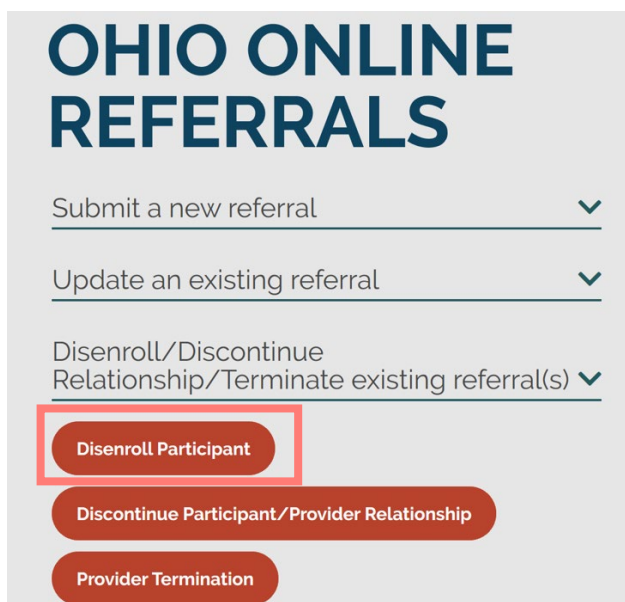 OHIO ONLINE
REFERRALS
Submit a new referral
Update an existing referral
Disenroll/Discontinue
Relationship/Terminate existing referral(s)
Disenroll Participant
Discontinue Participant/Provider Relationship
Provider Termination